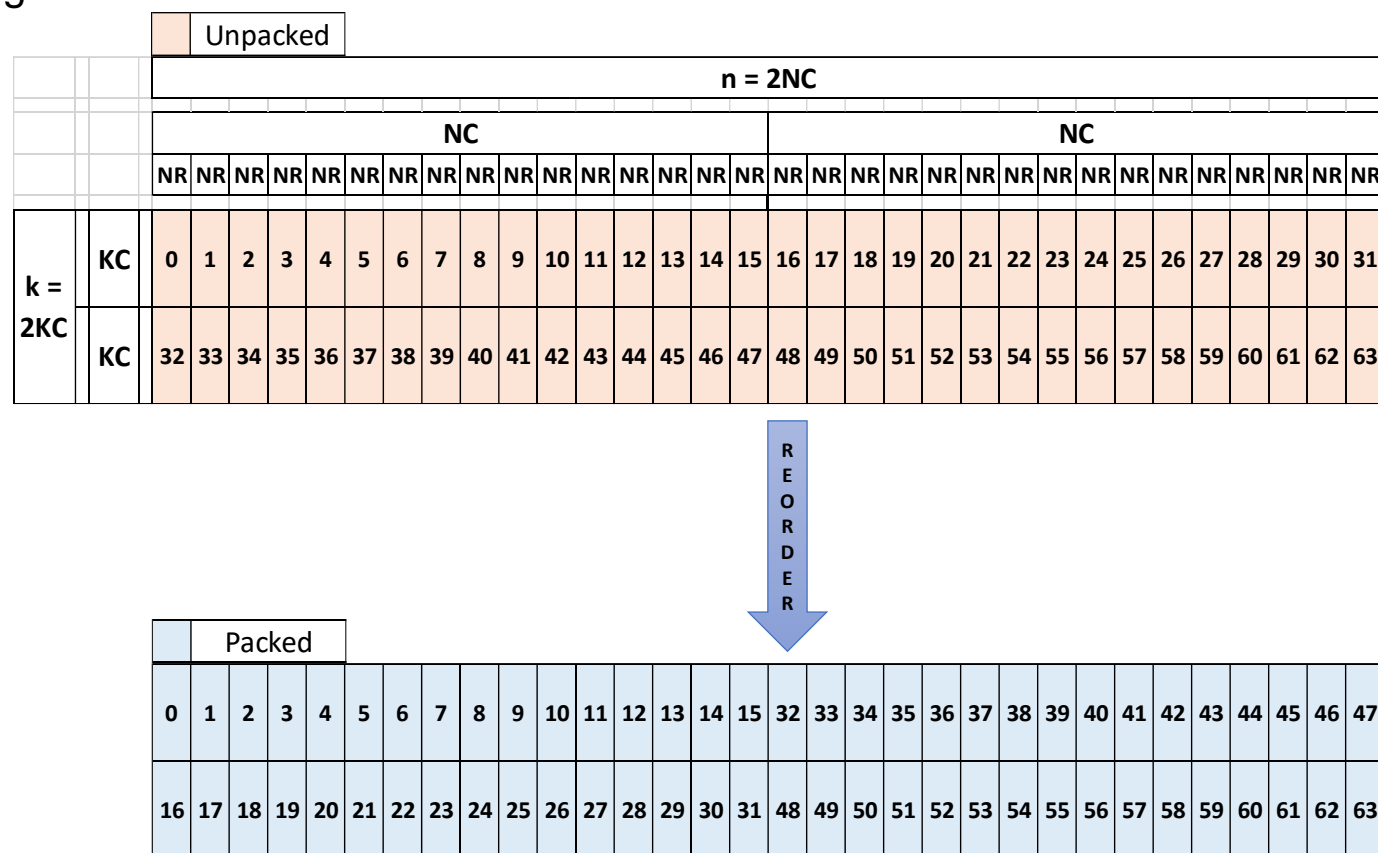 g
Unpacked
n = 2NC
NC NC
NR NR NR NR NR NR NR NR NR NR NR NR NR NR NR NR NR NR NR NR NR NR NR NR NR NR NR NR NR NR NR NR
k =
2KC
KC 0 1 2 3 4 5 6 7 8 9 10 11 12 13 14 15 16 17 18 19 20 21 22 23 24 25 26 27 28 29 30 31
KC 32 33 34 35 36 37 38 39 40 41 42 43 44 45 46 47 48 49 50 51 52 53 54 55 56 57 58 59 60 61 62 63
R
E
O
R
D
E
R
Packed
0 1 2 3 4 5 6 7 8 9 10 11 12 13 14 15 32 33 34 35 36 37 38 39 40 41 42 43 44 45 46 47
16 17 18 19 20 21 22 23 24 25 26 27 28 29 30 31 48 49 50 51 52 53 54 55 56 57 58 59 60 61 62 63